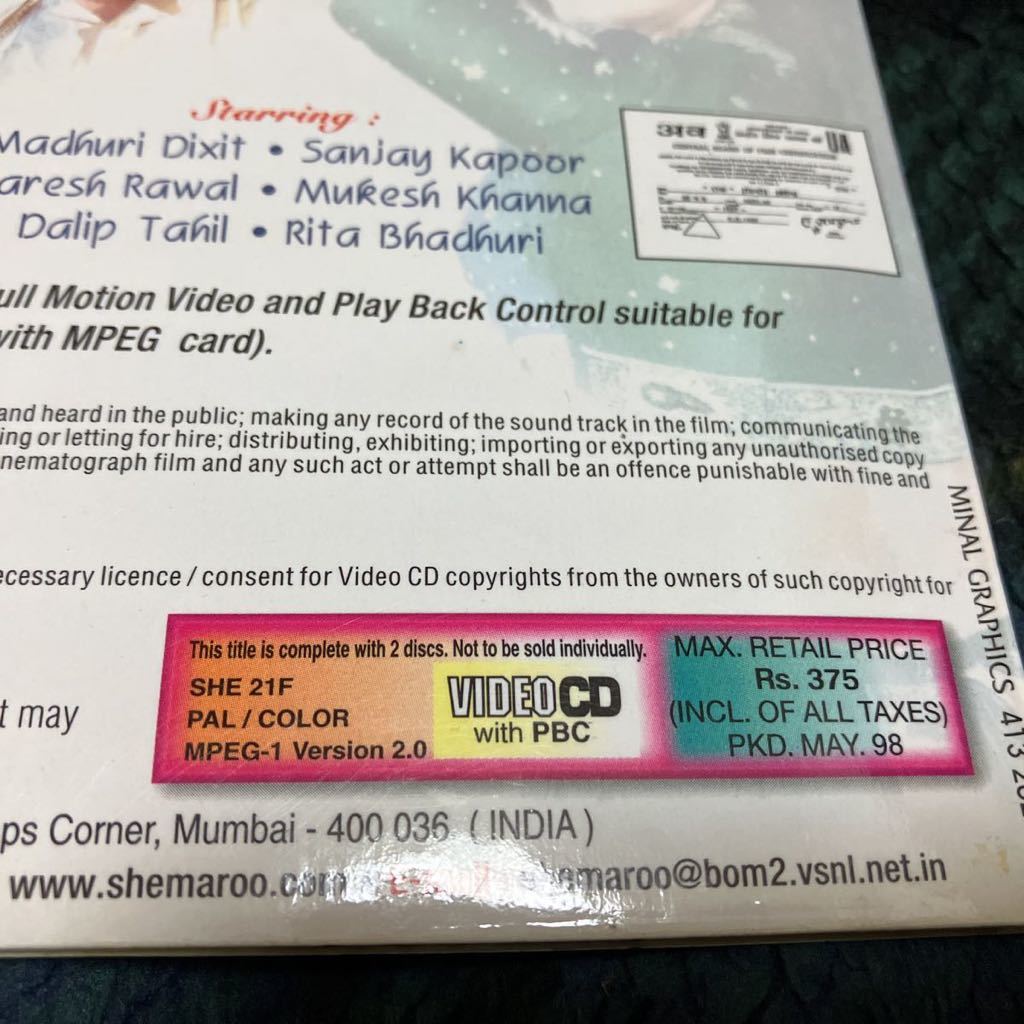 Starring :
Madhuri Dixit • Sanjay Kapoor
aresh Rawal • Mukesh Khanna
Dalip Tahil • Rita Bhadhuri
अव
UA
ull Motion Video and Play Back Control suitable for
with MPEG card).
and heard in the public; making any record of the sound track in the film; communicating the
ing or letting for hire; distributing, exhibiting; importing or exporting any unauthorised copy
nematograph film and any such act or attempt shall be an offence punishable with fine and
MINAL GRAPHICS 413
ecessary licence / consent for Video CD copyrights from the owners of such copyright for
t may
This title is complete with 2 discs. Not to be sold individually.
SHE 21F
PAL / COLOR
MPEG-1 Version 2.0
VIDEO CD
with PBC
MAX. RETAIL PRICE
Rs. 375
(INCL. OF ALL TAXES)
PKD. MAY. 98
ps Corner, Mumbai - 400 036 ( INDIA )
www.shemaroo.com shemaroo@bom2.vsnl.net.in